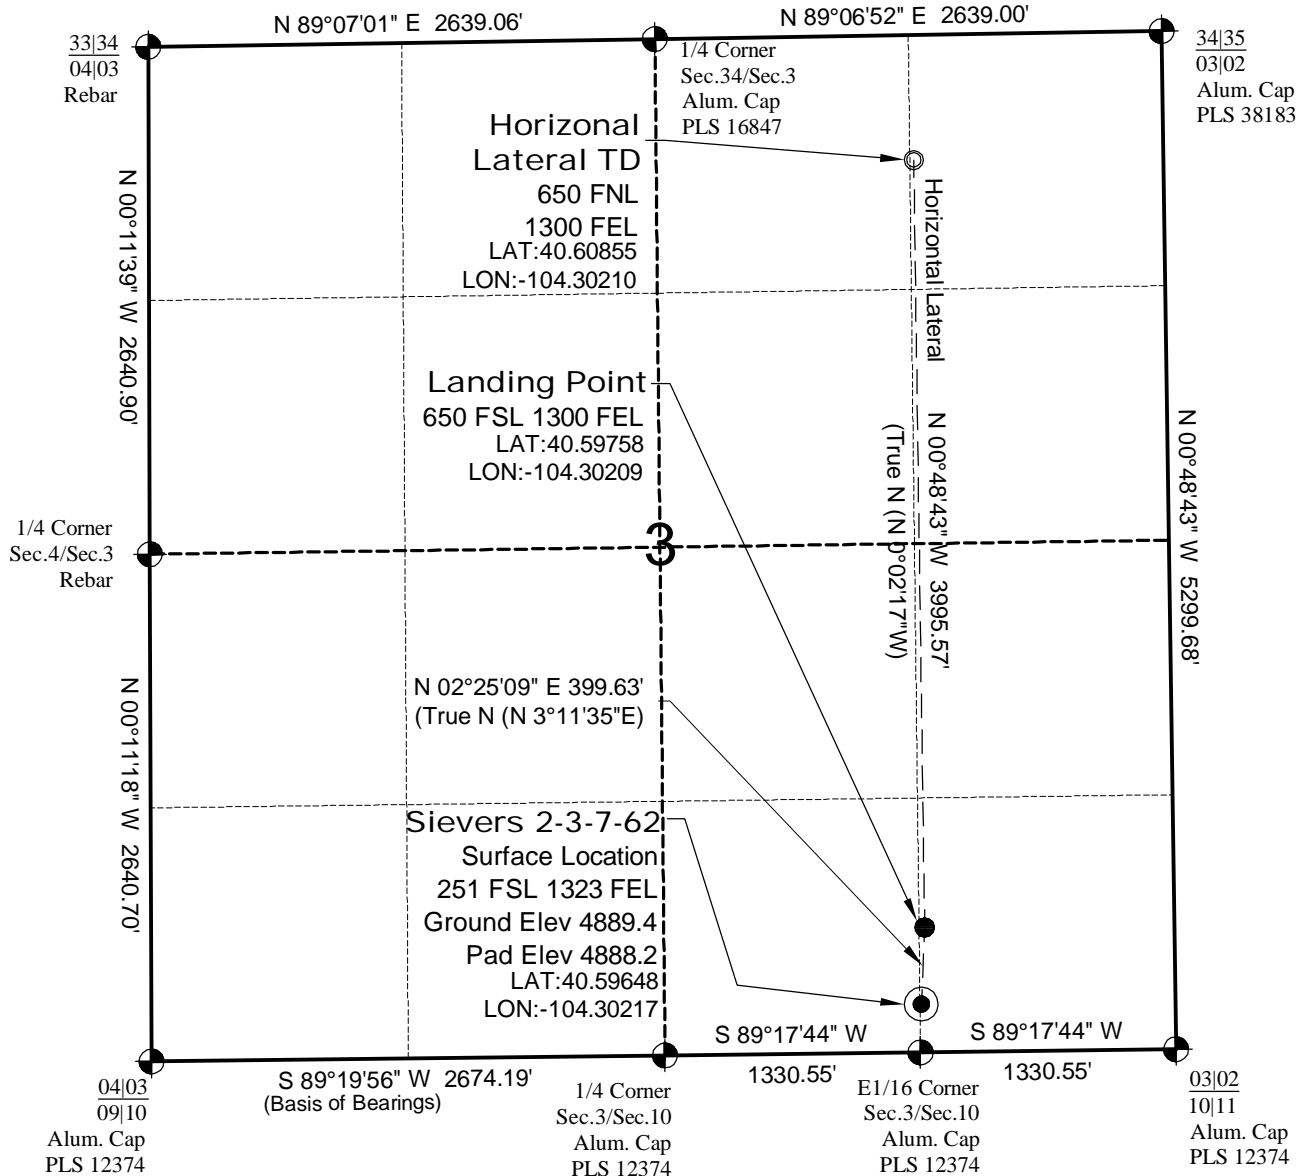 N 89°07'01" E 2639.06'
N 89°06'52" E 2639.00'
33|34
04|03
Rebar
1/4 Corner
Sec.34/Sec.3
Alum. Cap
PLS 16847
34|35
03|02
Alum. Cap
PLS 38183
Horizonal
Lateral TD
650 FNL
1300 FEL
LAT:40.60855
LON:-104.30210
N 00°11'39" W 2640.90'
Horizontal Lateral
N 00°48'43" W 3995.57'
(True N (N 0°02'17"W)
N 00°48'43" W 5299.68'
Landing Point
650 FSL 1300 FEL
LAT:40.59758
LON:-104.30209
1/4 Corner
Sec.4/Sec.3
Rebar
3
N 02°25'09" E 399.63'
(True N (N 3°11'35"E)
N 00°11'18" W 2640.70'
Sievers 2-3-7-62
Surface Location
251 FSL 1323 FEL
Ground Elev 4889.4
Pad Elev 4888.2
LAT:40.59648
LON:-104.30217
S 89°17'44" W
1330.55'
S 89°17'44" W
1330.55'
S 89°19'56" W 2674.19'
(Basis of Bearings)
04|03
09|10
Alum. Cap
PLS 12374
1/4 Corner
Sec.3/Sec.10
Alum. Cap
PLS 12374
E1/16 Corner
Sec.3/Sec.10
Alum. Cap
PLS 12374
03|02
10|11
Alum. Cap
PLS 12374